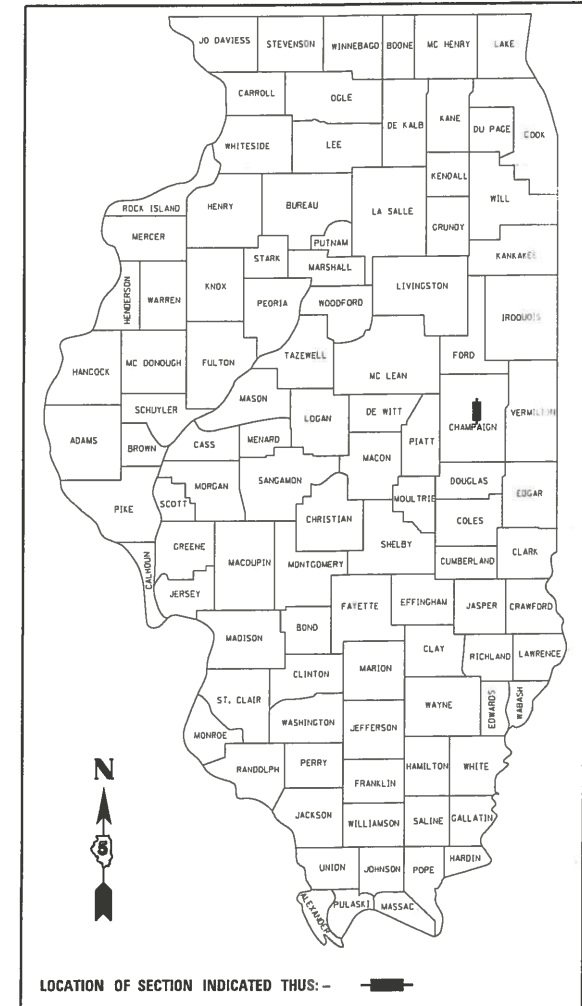 JO DAVIESS STEVENSON WINNEBAGO BOONE MC HENRY LAKE
CARROLL OGLE
DE KALB KANE DU PAGE COOK
WHITESIDE LEE
KENDALL
ROCK ISLAND HENRY BUREAU LA SALLE WILL
MERCER GRUNDY
PUTNAM
STARK MARSHALL KANKAKEE
HENDERSON WARREN KNOX PEORIA WOODFORD LIVINGSTON
IROQUOIS
HANCOCK MC DONOUGH FULTON TAZEWELL FORD
MC LEAN
MASON
SCHUYLER LOGAN DE WITT VERMILION
ADAMS BROWN CASS MENARD PIATT CHAMPAIGN
MACON
MORGAN SANGAMON DOUGLAS
PIKE SCOTT MOULTRIE EDGAR
CHRISTIAN COLES
GREENE SHELBY
CALHOUN MACOUPIN MONTGOMERY CUMBERLAND CLARK
JERSEY
FAYETTE EFFINGHAM JASPER CRAWFORD
MADISON BOND
CLAY RICHLAND LAWRENCE
CLINTON MARION
ST. CLAIR WAYNE EDWARDS WABASH
WASHINGTON JEFFERSON
MONROE
RANDOLPH PERRY HAMILTON WHITE
N FRANKLIN
JACKSON WILLIAMSON SALINE GALLATIN
5
UNION JOHNSON POPE HARDIN
ALEXANDER PULASKI MASSAC
LOCATION OF SECTION INDICATED THUS: -